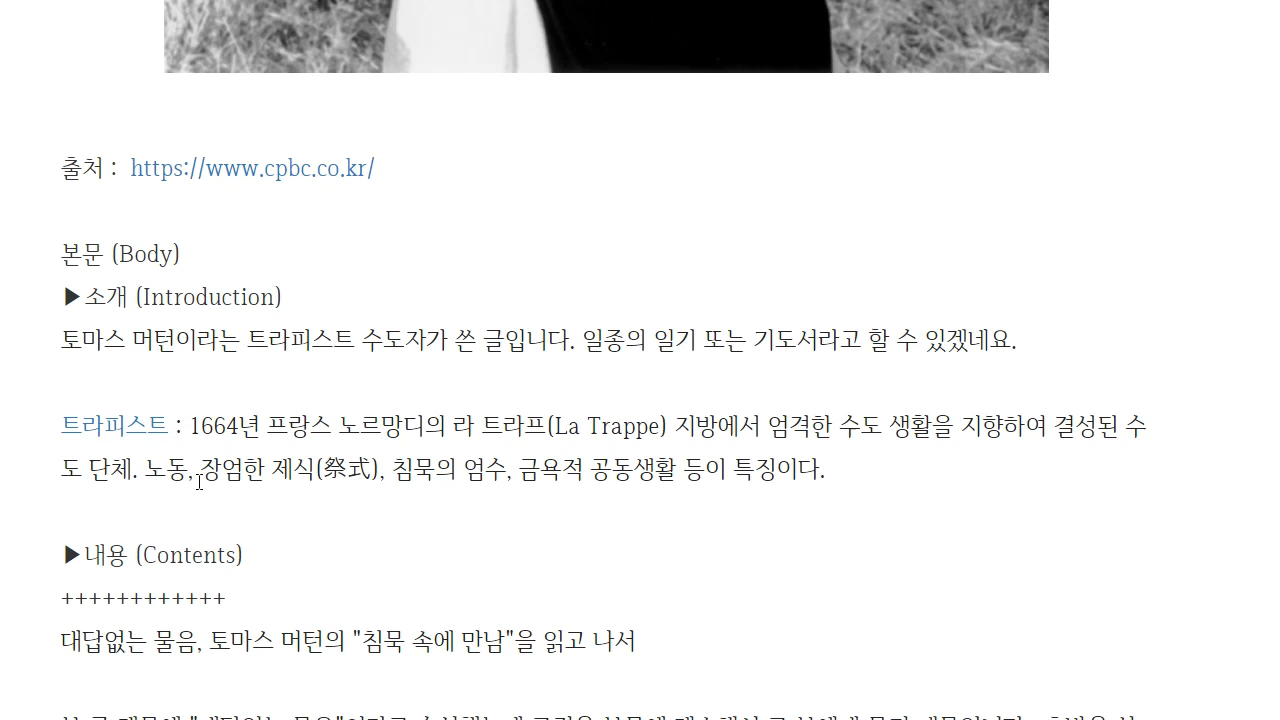 출처 : https://www.cpbc.co.kr/
본문 (Body)
▶소개 (Introduction)
토마스 머턴이라는 트라피스트 수도자가 쓴 글입니다. 일종의 일기 또는 기도서라고 할 수 있겠네요.
트라피스트 : 1664년 프랑스 노르망디의 라 트라프(La Trappe) 지방에서 엄격한 수도 생활을 지향하여 결성된 수
도 단체. 노동, 장엄한 제식(祭式), 침묵의 엄수, 금욕적 공동생활 등이 특징이다.
▶내용 (Contents)
++++++++++++
대답없는 물음, 토마스 머턴의 "침묵 속에 만남"을 읽고 나서